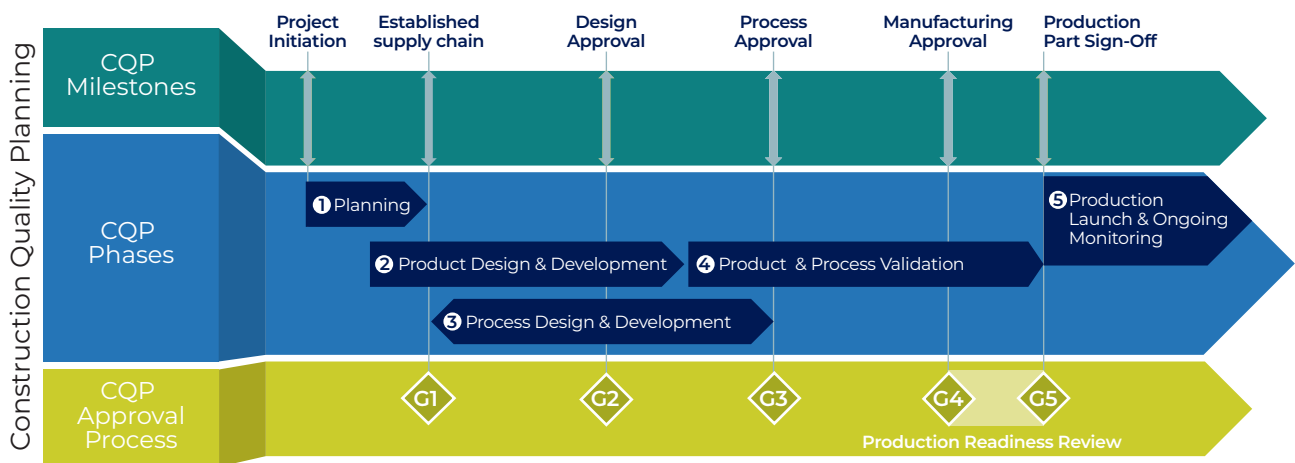 Construction Quality Planning
Project
Initiation
Established
supply chain
Design
Approval
Process
Approval
Manufacturing
Approval
Production
Part Sign-Off
CQP
Milestones
CQP
Phases
1 Planning
5 Production
Launch & Ongoing
Monitoring
2 Product Design & Development
4 Product & Process Validation
3 Process Design & Development
CQP
Approval
Process
G1
G2
G3
G4
G5
Production Readiness Review